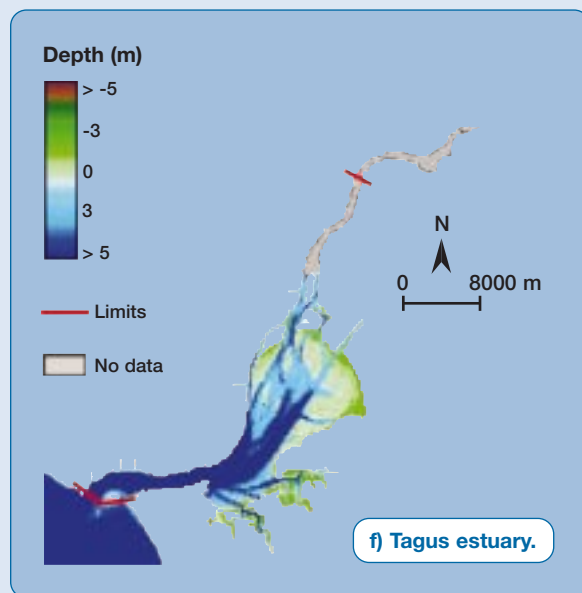 Depth (m)
> -5
-3
0
3
> 5
Limits
No data
N
0 8000 m
f) Tagus estuary.